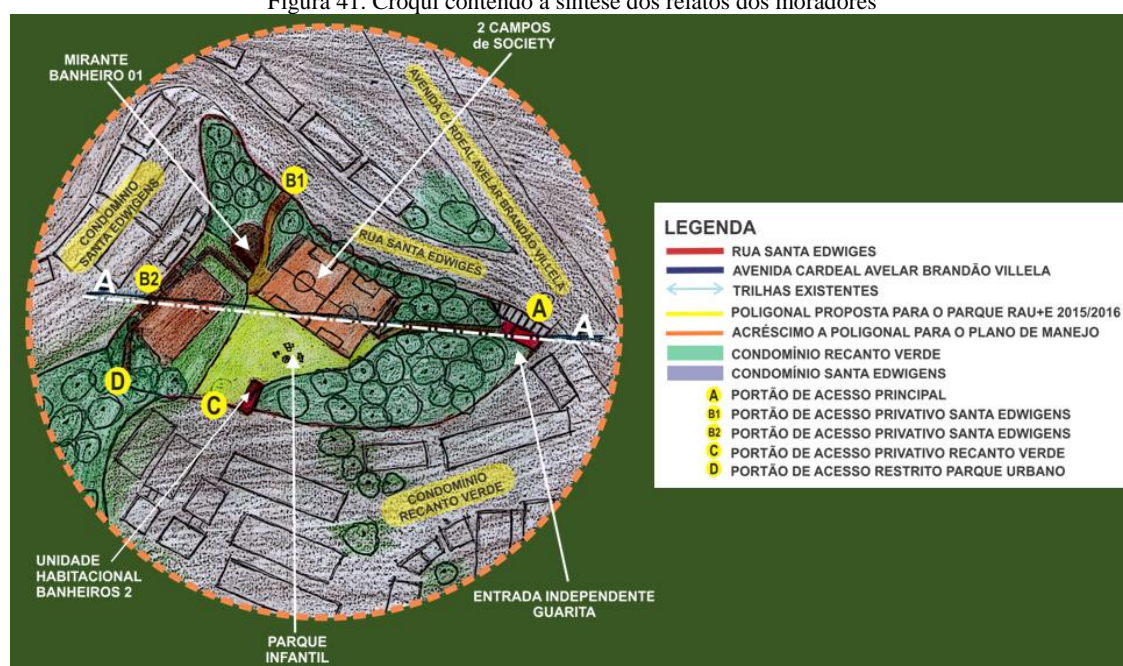 Figura 41. Croqui contendo a síntese dos relatos dos moradores
2 CAMPOS
de SOCIETY
MIRANTE
BANHEIRO 01
AVENIDA CARDEAL AVELAR BRANDÃO VILLELA
CONDOMÍNIO
SANTA EDWIGENS
B1
RUA SANTA EDWIGES
B2
A
A
A
D
C
CONDOMÍNIO
RECANTO VERDE
UNIDADE
HABITACIONAL
BANHEIROS 2
PARQUE
INFANTIL
ENTRADA INDEPENDENTE
GUARITA
LEGENDA
RUA SANTA EDWIGES
AVENIDA CARDEAL AVELAR BRANDÃO VILLELA
TRILHAS EXISTENTES
POLIGONAL PROPOSTA PARA O PARQUE RAU+E 2015/2016
ACRÉSCIMO A POLIGONAL PARA O PLANO DE MANEJO
CONDOMÍNIO RECANTO VERDE
CONDOMÍNIO SANTA EDWIGENS
A PORTÃO DE ACESSO PRINCIPAL
B1 PORTÃO DE ACESSO PRIVATIVO SANTA EDWIGENS
B2 PORTÃO DE ACESSO PRIVATIVO SANTA EDWIGENS
C PORTÃO DE ACESSO PRIVATIVO RECANTO VERDE
D PORTÃO DE ACESSO RESTRITO PARQUE URBANO